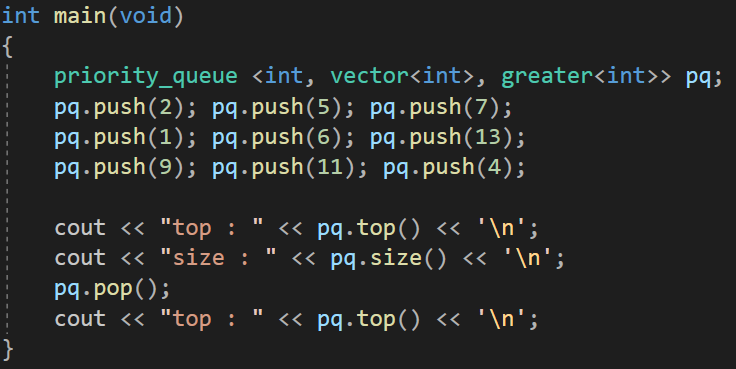 int main(void)
{
    priority_queue <int, vector<int>, greater<int>> pq;
    pq.push(2); pq.push(5); pq.push(7);
    pq.push(1); pq.push(6); pq.push(13);
    pq.push(9); pq.push(11); pq.push(4);

    cout << "top : " << pq.top() << '\n';
    cout << "size : " << pq.size() << '\n';
    pq.pop();
    cout << "top : " << pq.top() << '\n';
}